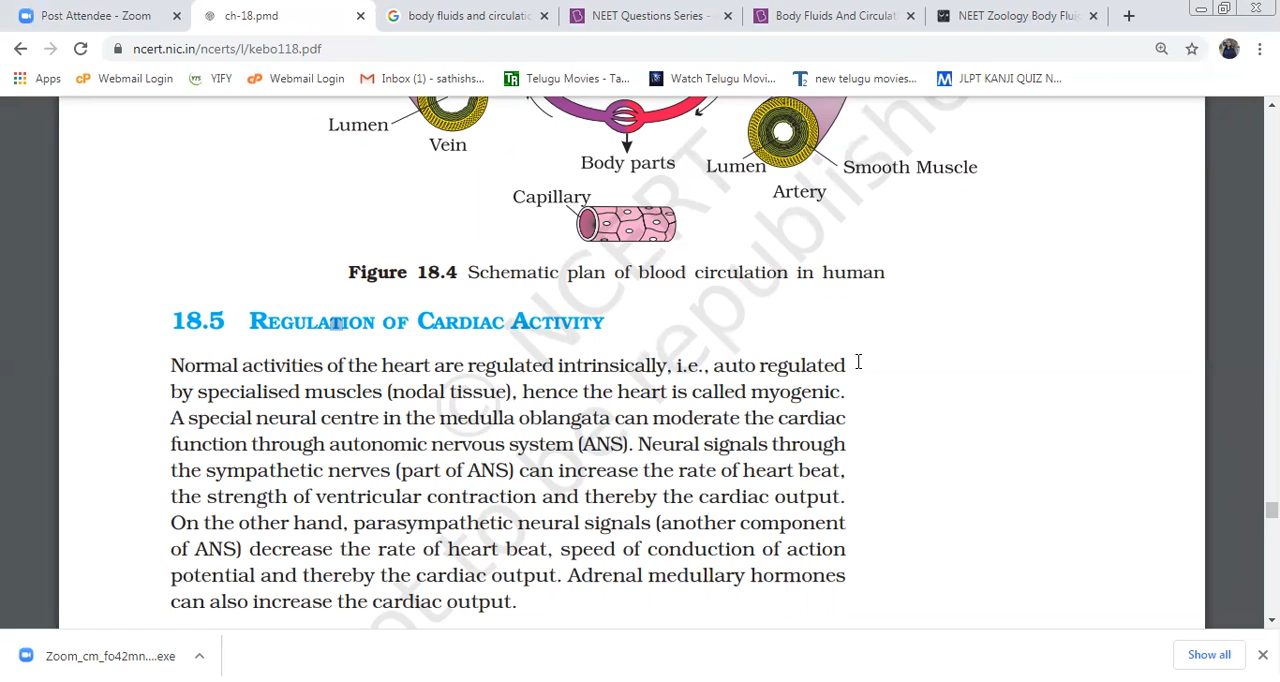 Post Attendee - Zoom
ch-18.pmd
body fluids and circulatic
NEET Questions Series -
Body Fluids And Circulat
NEET Zoology Body Flui
ncert.nic.in/ncerts/l/kebo118.pdf
Apps
Webmail Login
YIFY
Webmail Login
Inbox (1) - sathishs...
Telugu Movies - Ta...
Watch Telugu Movi...
new telugu movies...
JLPT KANJI QUIZ N...
Lumen
Vein
Body parts
Lumen
Smooth Muscle
Artery
Capillary
Figure 18.4 Schematic plan of blood circulation in human
18.5 REGULATION OF CARDIAC ACTIVITY
Normal activities of the heart are regulated intrinsically, i.e., auto regulated
by specialised muscles (nodal tissue), hence the heart is called myogenic.
A special neural centre in the medulla oblangata can moderate the cardiac
function through autonomic nervous system (ANS). Neural signals through
the sympathetic nerves (part of ANS) can increase the rate of heart beat,
the strength of ventricular contraction and thereby the cardiac output.
On the other hand, parasympathetic neural signals (another component
of ANS) decrease the rate of heart beat, speed of conduction of action
potential and thereby the cardiac output. Adrenal medullary hormones
can also increase the cardiac output.
© NCERT
not to be republishe
Zoom_cm_fo42mn....exe
Show all